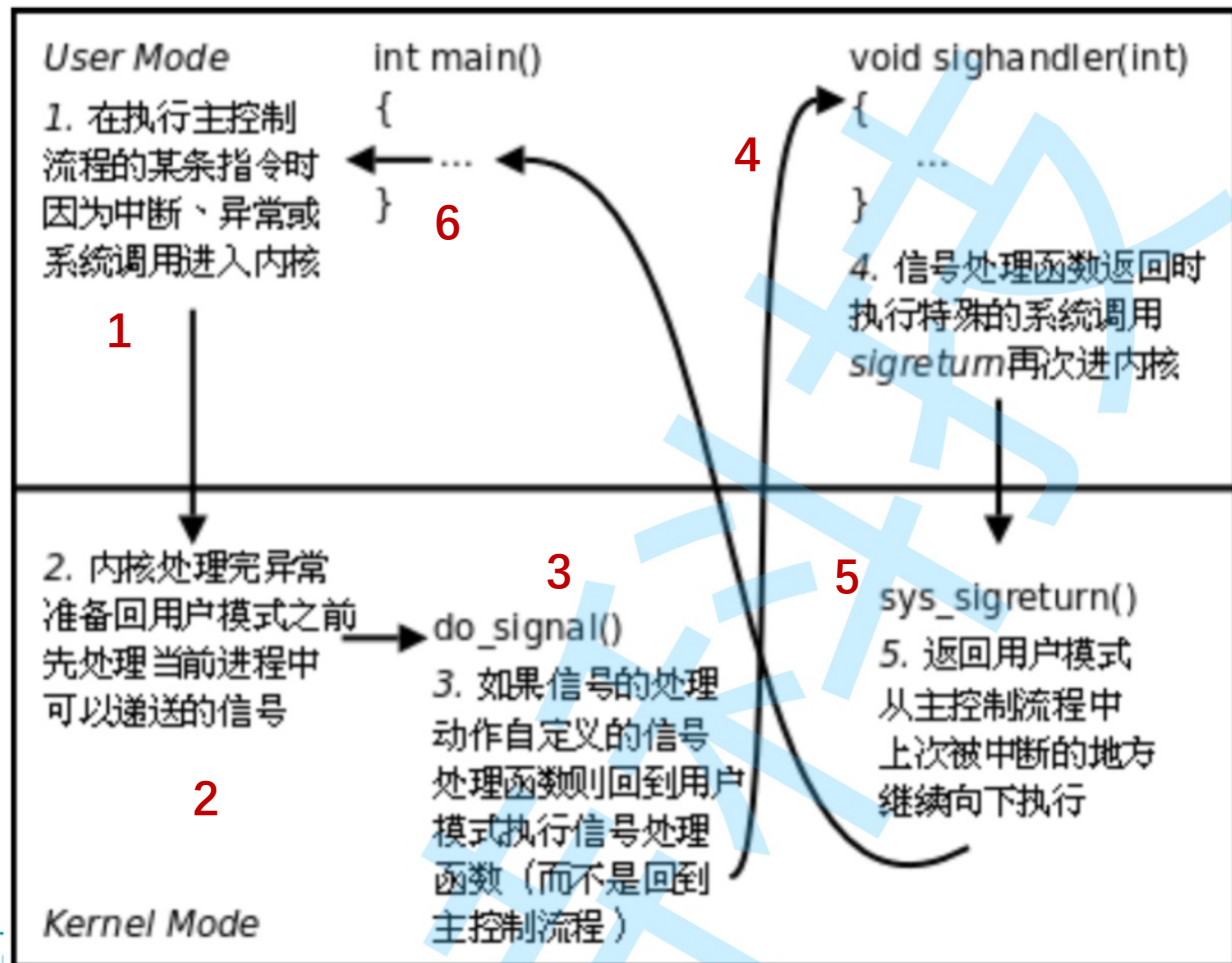 User Mode
1. 在执行主控制
流程的某条指令时
因为中断、异常或
系统调用进入内核
1
int main()
{
...
}
6
4
void sighandler(int)
{
...
}
4. 信号处理函数返回时
执行特殊的系统调用
sigreturn再次进内核
2. 内核处理完异常
准备回用户模式之前
先处理当前进程中
可以递送的信号
2
3
do_signal()
3. 如果信号的处理
动作自定义的信号
处理函数则回到用户
模式执行信号处理
函数（而不是回到
主控制流程）
5
sys_sigreturn()
5. 返回用户模式
从主控制流程中
上次被中断的地方
继续向下执行
Kernel Mode